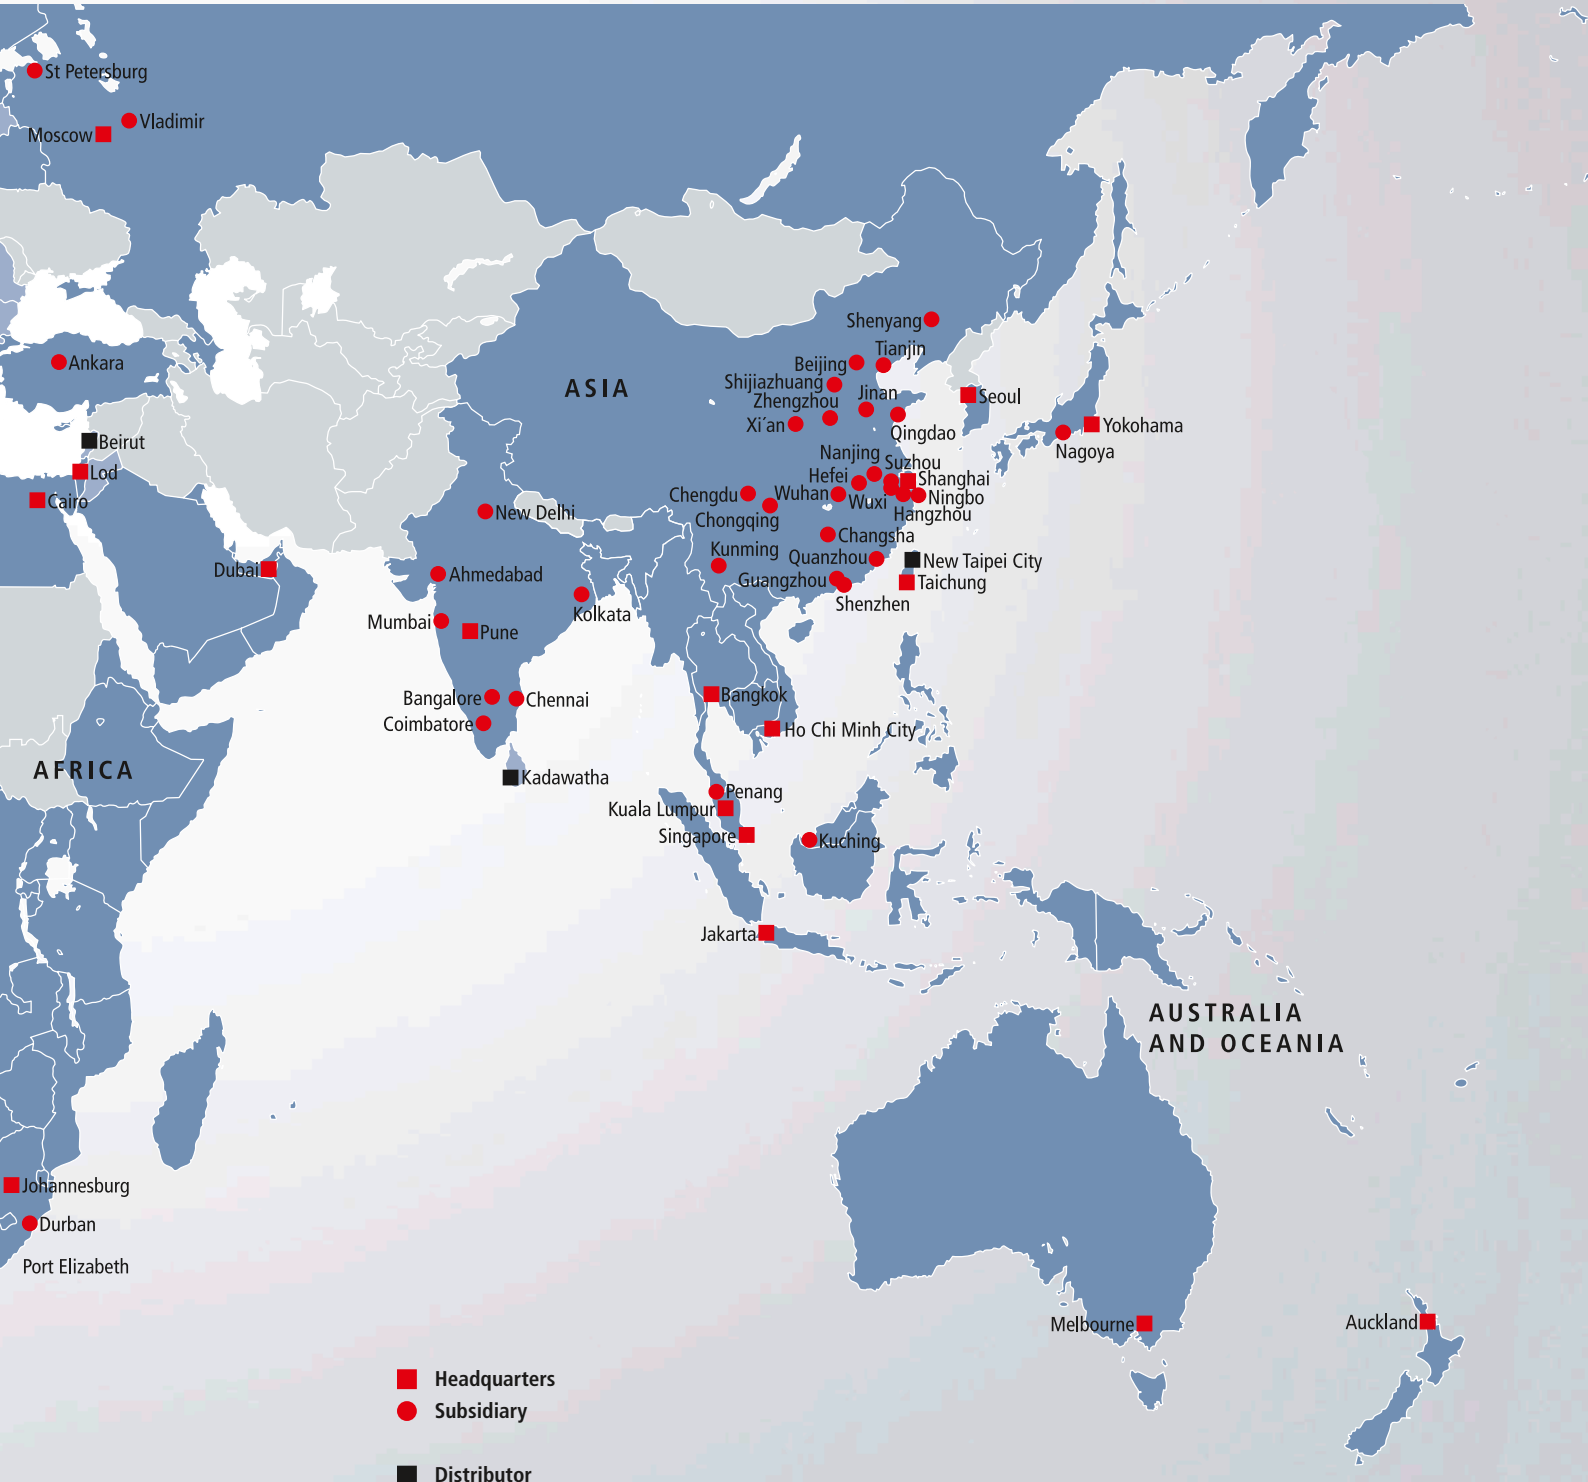 St Petersburg
Vladimir
Moscow
Shenyang
Tianjin
Beijing
Ankara
ASIA
Shijiazhuang
Jinan
Zhengzhou
Seoul
Xi´an
Qingdao
Yokohama
Nagoya
Beirut
Nanjing
Suzhou
Lod
Hefei
Shanghai
Chengdu
Wuhan
Wuxi
Ningbo
Cairo
New Delhi
Chongqing
Hangzhou
Changsha
Kunming
Quanzhou
New Taipei City
Dubai
Ahmedabad
Guangzhou
Taichung
Shenzhen
Kolkata
Mumbai
Pune
Bangkok
Bangalore
Chennai
Coimbatore
Ho Chi Minh City
AFRICA
Kadawatha
Penang
Kuala Lumpur
Singapore
Kuching
Jakarta
AUSTRALIA
AND OCEANIA
Johannesburg
Durban
Port Elizabeth
Melbourne
Auckland
Headquarters
Subsidiary
Distributor